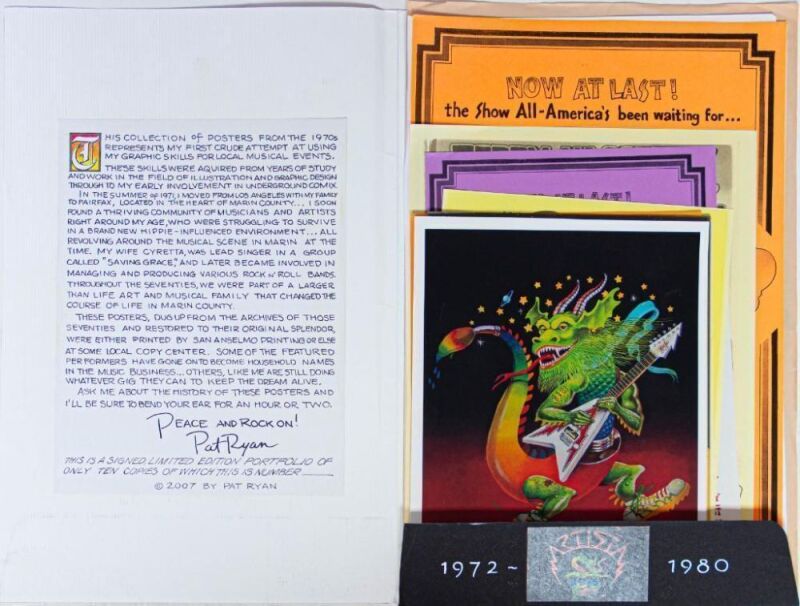 THIS COLLECTION OF POSTERS FROM THE 1970s
REPRESENTS MY FIRST CRUDE ATTEMPT AT USING
MY GRAPHIC SKILLS FOR LOCAL MUSICAL EVENTS.
THESE SKILLS WERE AQUIRED FROM YEARS OF STUDY
AND WORK IN THE FIELD OF ILLUSTRATION AND GRAPHIC DESIGN
THROUGH TO MY EARLY INVOLVEMENT IN UNDERGROUND COMIX.
IN THE SUMMER OF 1971, I MOVED FROM LOS ANGELES WITH MY FAMILY
TO FAIRFAX, LOCATED IN THE HEART OF MARIN COUNTY... I SOON
FOUND A THRIVING COMMUNITY OF MUSICIANS AND ARTISTS
RIGHT AROUND MY AGE, WHO WERE STRUGGLING TO SURVIVE
IN A BRAND NEW HIPPIE-INFLUENCED ENVIRONMENT... ALL
REVOLVING AROUND THE MUSICAL SCENE IN MARIN AT THE
TIME. MY WIFE CYRETTA, WAS LEAD SINGER IN A GROUP
CALLED "SAVING GRACE," AND LATER BECAME INVOLVED IN
MANAGING AND PRODUCING VARIOUS ROCK N' ROLL BANDS.
THROUGHOUT THE SEVENTIES, WE WERE PART OF A LARGER
THAN LIFE ART AND MUSICAL FAMILY THAT CHANGED THE
COURSE OF LIFE IN MARIN COUNTY.
THESE POSTERS, DUG UP FROM THE ARCHIVES OF THOSE
SEVENTIES AND RESTORED TO THEIR ORIGINAL SPLENDOR,
WERE EITHER PRINTED BY SAN ANSELMO PRINTING OR ELSE
AT SOME LOCAL COPY CENTER. SOME OF THE FEATURED
PERFORMERS HAVE GONE ON TO BECOME HOUSEHOLD NAMES
IN THE MUSIC BUSINESS... OTHERS, LIKE ME ARE STILL DOING
WHATEVER GIG THEY CAN TO KEEP THE DREAM ALIVE.
ASK ME ABOUT THE HISTORY OF THESE POSTERS AND
I'LL BE SURE TO BEND YOUR EAR FOR AN HOUR OR TWO.
PEACE AND ROCK ON!
Pat Ryan
THIS IS A SIGNED, LIMITED EDITION PORTFOLIO OF
ONLY TEN COPIES OF WHICH THIS IS NUMBER
© 2007 BY PAT RYAN
NOW AT LAST!
the Show All-America's been waiting for...
1972~
1980